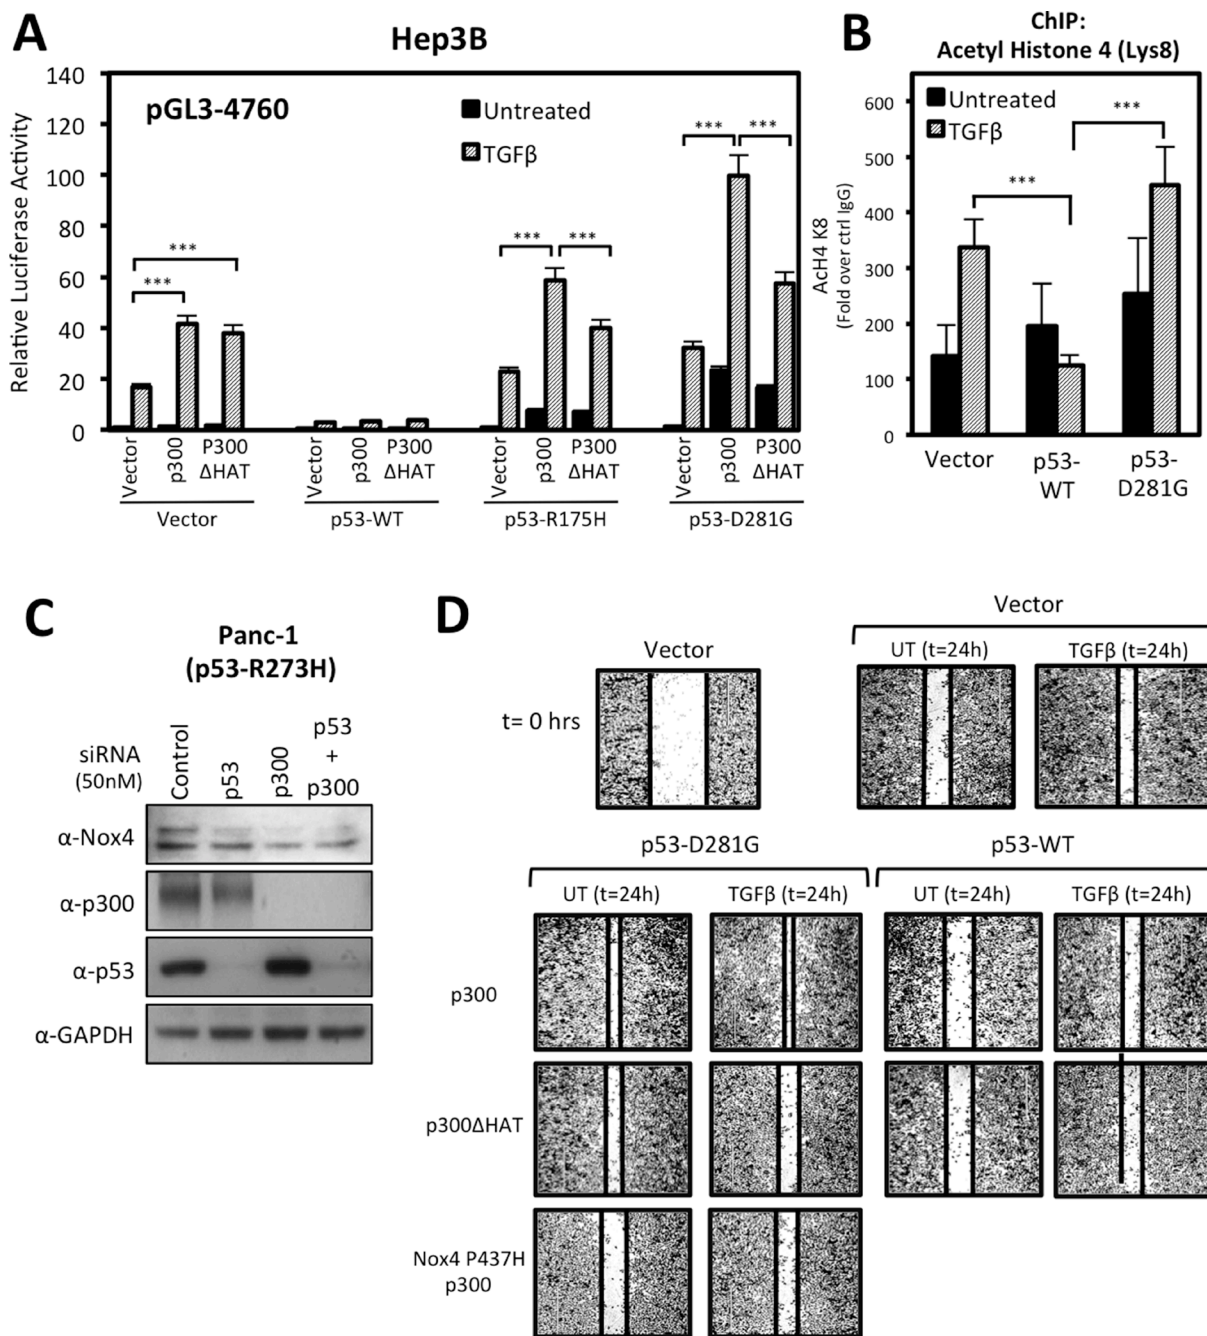 A
Hep3B
pGL3-4760
Untreated
TGFβ
Relative Luciferase Activity
140
120
100
80
60
40
20
0
***
***
***
***
***
***
Vector
p300
P300
ΔHAT
Vector
p300
P300
ΔHAT
Vector
p300
P300
ΔHAT
Vector
p300
P300
ΔHAT
Vector
p53-WT
p53-R175H
p53-D281G
B
ChIP:
Acetyl Histone 4 (Lys8)
Untreated
TGFβ
AcH4 K8
(Fold over ctrl IgG)
600
500
400
300
200
100
0
***
***
Vector
p53-
WT
p53-
D281G
C
Panc-1
(p53-R273H)
siRNA
(50nM)
Control
p53
p300
p53
+
p300
α-Nox4
α-p300
α-p53
α-GAPDH
D
Vector
Vector
UT (t=24h)
TGFβ (t=24h)
t= 0 hrs
p53-D281G
p53-WT
UT (t=24h)
TGFβ (t=24h)
UT (t=24h)
TGFβ (t=24h)
p300
p300ΔHAT
Nox4 P437H
p300